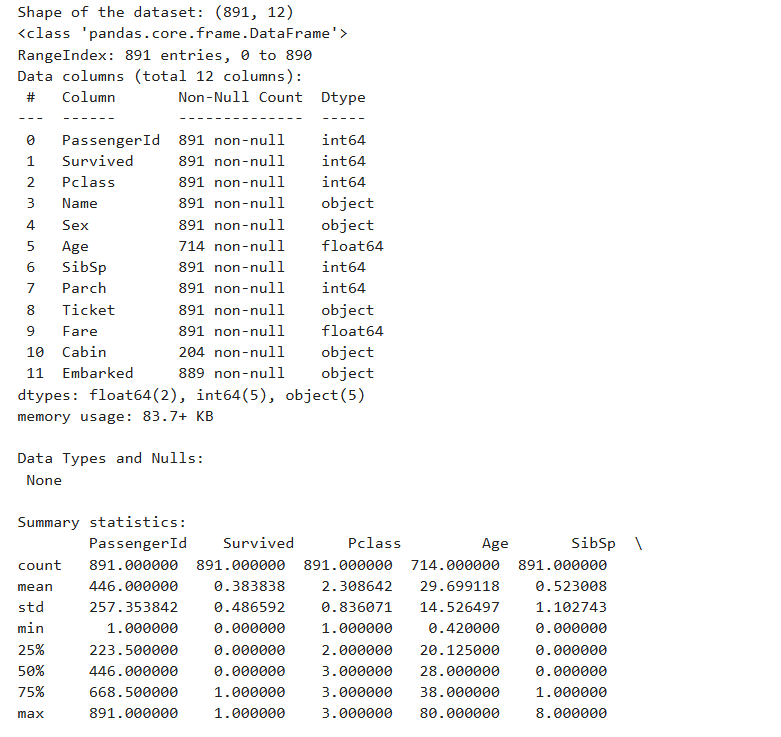 Shape of the dataset: (891, 12)
<class 'pandas.core.frame.DataFrame'>
RangeIndex: 891 entries, 0 to 890
Data columns (total 12 columns):
 #   Column       Non-Null Count  Dtype
---  ------       --------------  -----
 0   PassengerId  891 non-null    int64
 1   Survived     891 non-null    int64
 2   Pclass       891 non-null    int64
 3   Name         891 non-null    object
 4   Sex          891 non-null    object
 5   Age          714 non-null    float64
 6   SibSp        891 non-null    int64
 7   Parch        891 non-null    int64
 8   Ticket       891 non-null    object
 9   Fare         891 non-null    float64
 10  Cabin        204 non-null    object
 11  Embarked     889 non-null    object
dtypes: float64(2), int64(5), object(5)
memory usage: 83.7+ KB

Data Types and Nulls:
 None

Summary statistics:
        PassengerId    Survived      Pclass         Age       SibSp  \
count   891.000000  891.000000  891.000000  714.000000  891.000000
mean    446.000000    0.383838    2.308642   29.699118    0.523008
std     257.353842    0.486592    0.836071   14.526497    1.102743
min       1.000000    0.000000    1.000000    0.420000    0.000000
25%     223.500000    0.000000    2.000000   20.125000    0.000000
50%     446.000000    0.000000    3.000000   28.000000    0.000000
75%     668.500000    1.000000    3.000000   38.000000    1.000000
max     891.000000    1.000000    3.000000   80.000000    8.000000